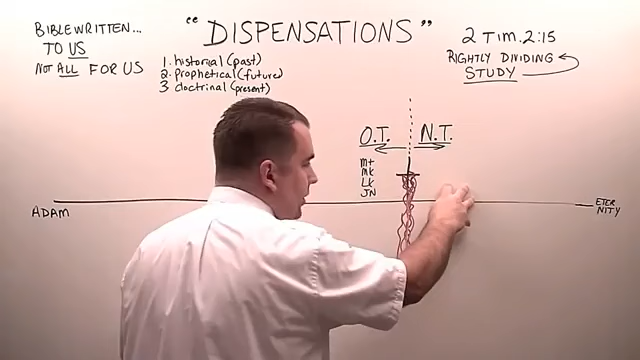 BIBLE WRITTEN...
TO US
NOT ALL FOR US
"DISPENSATIONS"
1. historial (past)
2. Prophetical (future)
3 doctrinal (present)
2 TIM. 2:15
RIGHTLY DIVIDING
STUDY
O.T. N.T.
mt
mK
LK
JN
ADAM
ETER
NITY